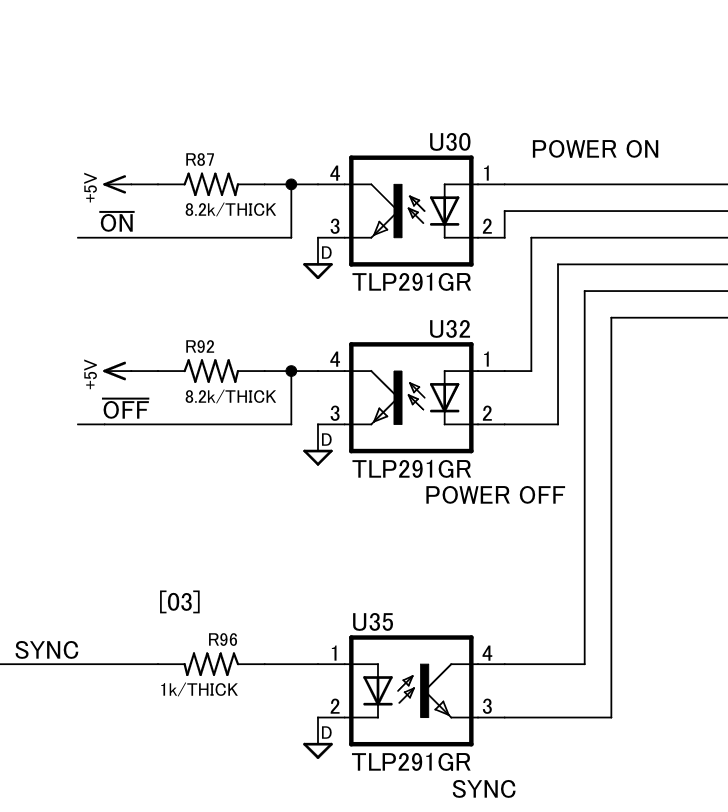 U30
POWER ON
R87
+5V
8.2k/THICK
ON
4
3
1
2
D
TLP291GR
U32
R92
+5V
8.2k/THICK
OFF
4
3
1
2
D
TLP291GR
POWER OFF
[03]
U35
SYNC
R96
1k/THICK
1
2
4
3
D
TLP291GR
SYNC